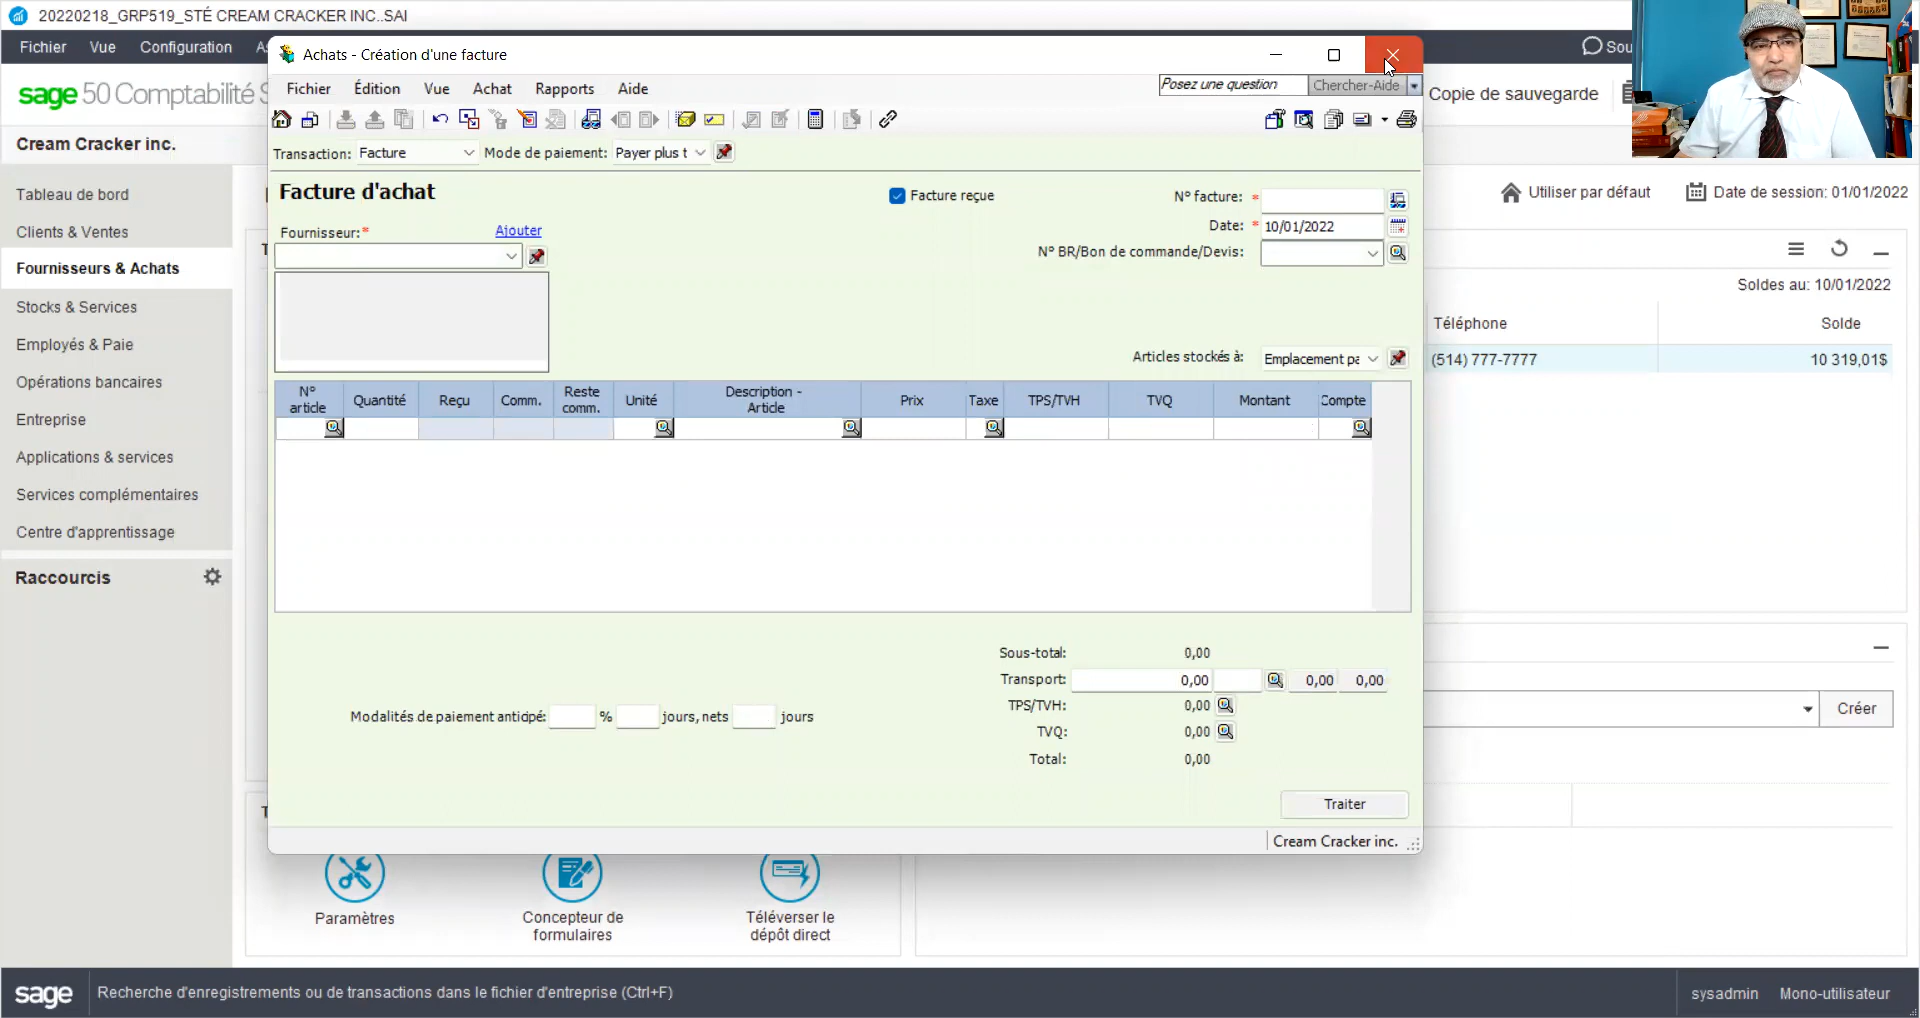 20220218_GRP519_STÉ CREAM CRACKER INC..SAI
Fichier Vue Configuration
sage 50 Comptabilité
Cream Cracker inc.
Tableau de bord
Clients & Ventes
Fournisseurs & Achats
Stocks & Services
Employés & Paie
Opérations bancaires
Entreprise
Applications & services
Services complémentaires
Centre d'apprentissage
Raccourcis
Achats - Création d'une facture
Fichier Édition Vue Achat Rapports Aide
Posez une question Chercher-Aide
Transaction: Facture Mode de paiement: Payer plus t
Facture d'achat
Facture reçue
N° facture: *
Date: * 10/01/2022
N° BR/Bon de commande/Devis:
Fournisseur:* Ajouter
Articles stockés à: Emplacement pa
N° article Quantité Reçu Comm. Reste comm. Unité Description - Article Prix Taxe TPS/TVH TVQ Montant Compte
Sous-total: 0,00
Transport: 0,00 0,00 0,00
TPS/TVH: 0,00
TVQ: 0,00
Total: 0,00
Modalités de paiement anticipé: % jours, nets jours
Traiter
Cream Cracker inc.
Sou
Copie de sauvegarde
Utiliser par défaut Date de session: 01/01/2022
Soldes au: 10/01/2022
Téléphone Solde
(514) 777-7777 10 319,01$
Créer
Paramètres
Concepteur de formulaires
Téléverser le dépôt direct
sage Recherche d'enregistrements ou de transactions dans le fichier d'entreprise (Ctrl+F)
sysadmin Mono-utilisateur